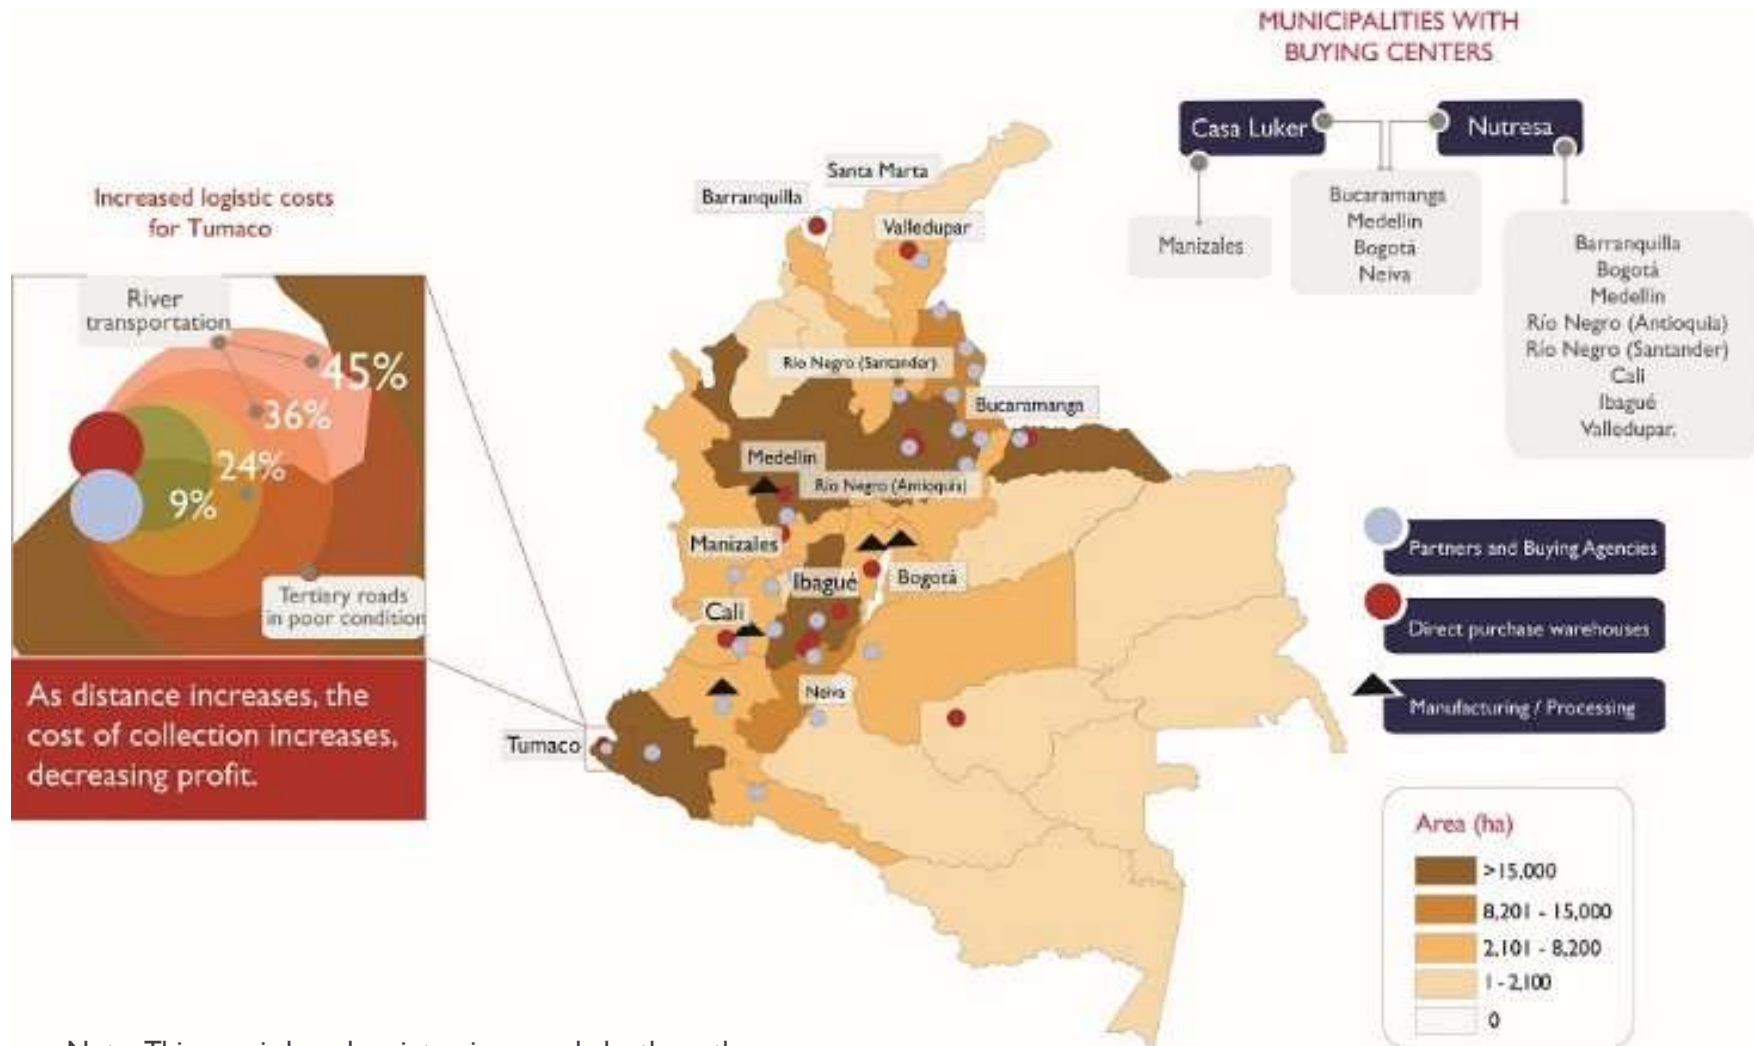 MUNICIPALITIES WITH
BUYING CENTERS
Casa Luker
Nutresa
Manizales
Bucaramanga
Medellin
Bogotá
Neiva
Barranquilla
Bogotá
Medellin
Río Negro (Antioquia)
Río Negro (Santander)
Cali
Ibagué
Valledupar.
Increased logistic costs
for Tumaco
River
transportation
45%
36%
24%
9%
Tertiary roads
in poor condition
As distance increases, the
cost of collection increases,
decreasing profit.
Santa Marta
Barranquilla
Valledupar
Río Negro (Santander)
Bucaramanga
Medellin
Río Negro (Antioquia)
Manizales
Ibagué
Bogotá
Cali
Neiva
Tumaco
Partners and Buying Agencies
Direct purchase warehouses
Manufacturing / Processing
Area (ha)
>15,000
8,201 - 15,000
2,101 - 8,200
1 - 2,100
0